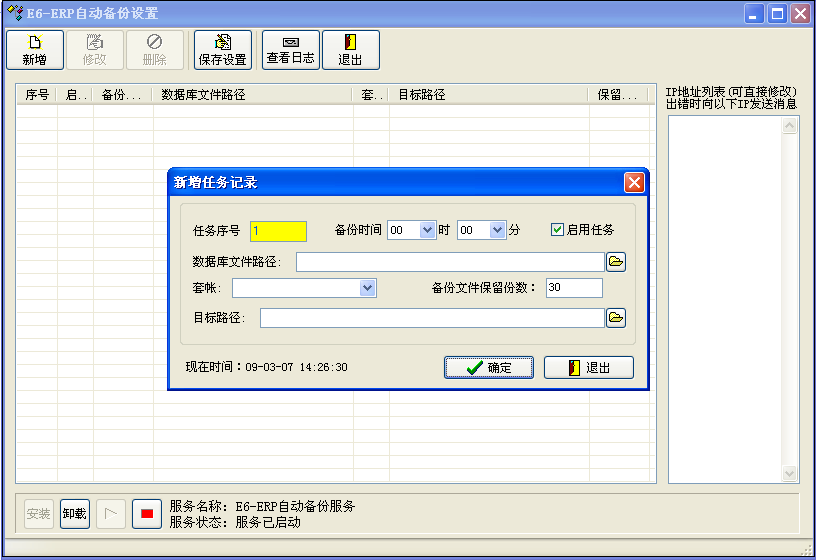 E6-ERP自动备份设置
新增 修改 删除 保存设置 查看日志 退出
序号 启.. 备份... 数据库文件路径 套.. 目标路径 保留...
IP地址列表(可直接修改)
出错时向以下IP发送消息
新增任务记录
任务序号 1 备份时间 00 时 00 分 启用任务
数据库文件路径:
套帐: 备份文件保留份数: 30
目标路径:
现在时间:09-03-07 14:26:30 确定 退出
安装 卸载 服务名称: E6-ERP自动备份服务
服务状态: 服务已启动